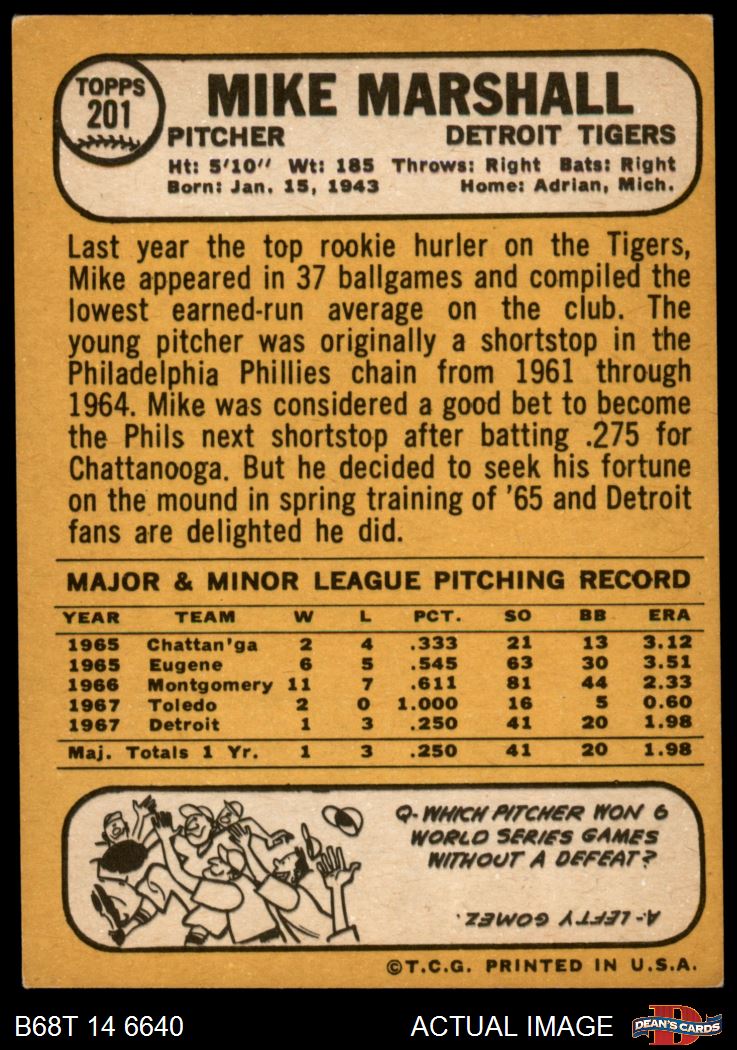 TOPPS
201
MIKE MARSHALL
PITCHER DETROIT TIGERS
Ht: 5'10" Wt: 185 Throws: Right Bats: Right
Born: Jan. 15, 1943 Home: Adrian, Mich.
Last year the top rookie hurler on the Tigers,
Mike appeared in 37 ballgames and compiled the
lowest earned-run average on the club. The
young pitcher was originally a shortstop in the
Philadelphia Phillies chain from 1961 through
1964. Mike was considered a good bet to become
the Phils next shortstop after batting .275 for
Chattanooga. But he decided to seek his fortune
on the mound in spring training of '65 and Detroit
fans are delighted he did.
MAJOR & MINOR LEAGUE PITCHING RECORD
YEAR TEAM W L PCT. SO BB ERA
1965 Chattan'ga 2 4 .333 21 13 3.12
1965 Eugene 6 5 .545 63 30 3.51
1966 Montgomery 11 7 .611 81 44 2.33
1967 Toledo 2 0 1.000 16 5 0.60
1967 Detroit 1 3 .250 41 20 1.98
Maj. Totals 1 Yr. 1 3 .250 41 20 1.98
Q-WHICH PITCHER WON 6
WORLD SERIES GAMES
WITHOUT A DEFEAT?
A-LEFTY GOMEZ.
©T.C.G. PRINTED IN U.S.A.
B68T 14 6640 ACTUAL IMAGE DEAN'S CARDS